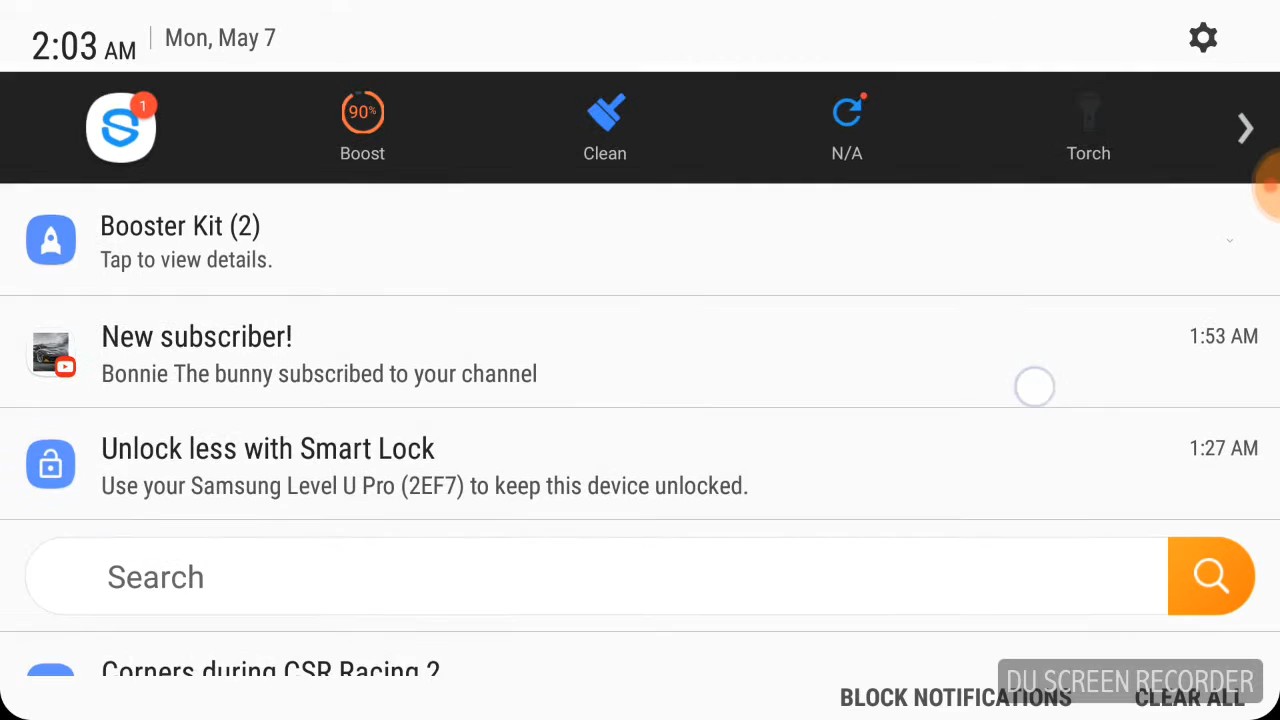 2:03 AM Mon, May 7
1
90%
Boost
Clean
N/A
Torch
Booster Kit (2)
Tap to view details.
New subscriber!
1:53 AM
Bonnie The bunny subscribed to your channel
Unlock less with Smart Lock
1:27 AM
Use your Samsung Level U Pro (2EF7) to keep this device unlocked.
Search
Corners during CSR Racing 2
DU SCREEN RECORDER
BLOCK NOTIFICATIONS
CLEAR ALL